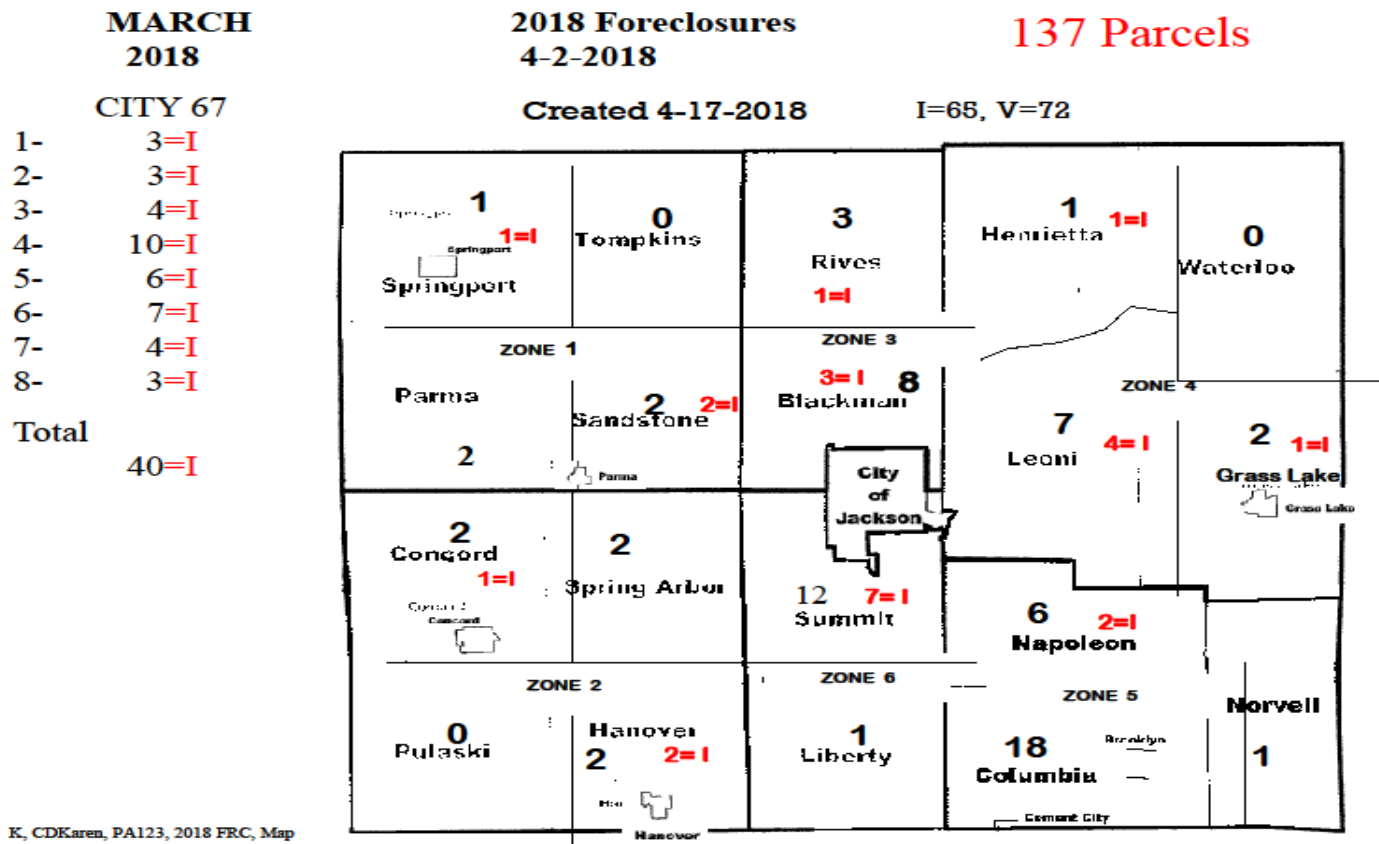 MARCH
2018
2018 Foreclosures
4-2-2018
137 Parcels
CITY 67
Created 4-17-2018
I=65, V=72
1- 3=I
2- 3=I
3- 4=I
4- 10=I
5- 6=I
6- 7=I
7- 4=I
8- 3=I
Total
40=I
1
1=I
Springport
Springport
0
Tompkins
3
Rives
1=I
1
1=I
Henrietta
0
Waterloo
ZONE 1
ZONE 3
ZONE 4
Parma
2
2
2=I
Sandstone
Parma
3= I
8
Blackman
7
4= I
Leoni
2
1=I
Grass Lake
Grass Lake
City
of
Jackson
2
Concord
1=I
Concord
2
Spring Arbor
12
7= I
Summit
6
2=I
Napoleon
ZONE 2
ZONE 6
ZONE 5
0
Pulaski
Hanover
2
2= I
Hanover
1
Liberty
18
Columbia
Brooklyn
Cement City
Norvell
1
K, CDKaren, PA123, 2018 FRC, Map